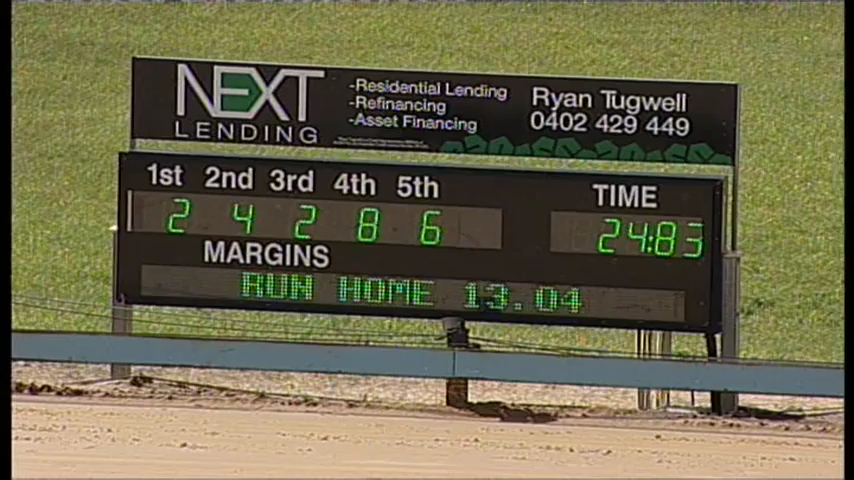 NEXT
LENDING
-Residential Lending
-Refinancing
-Asset Financing
Ryan Tugwell
0402 429 449
1st 2nd 3rd 4th 5th TIME
2 4 2 8 6 24:83
MARGINS
RUN HOME 13.04